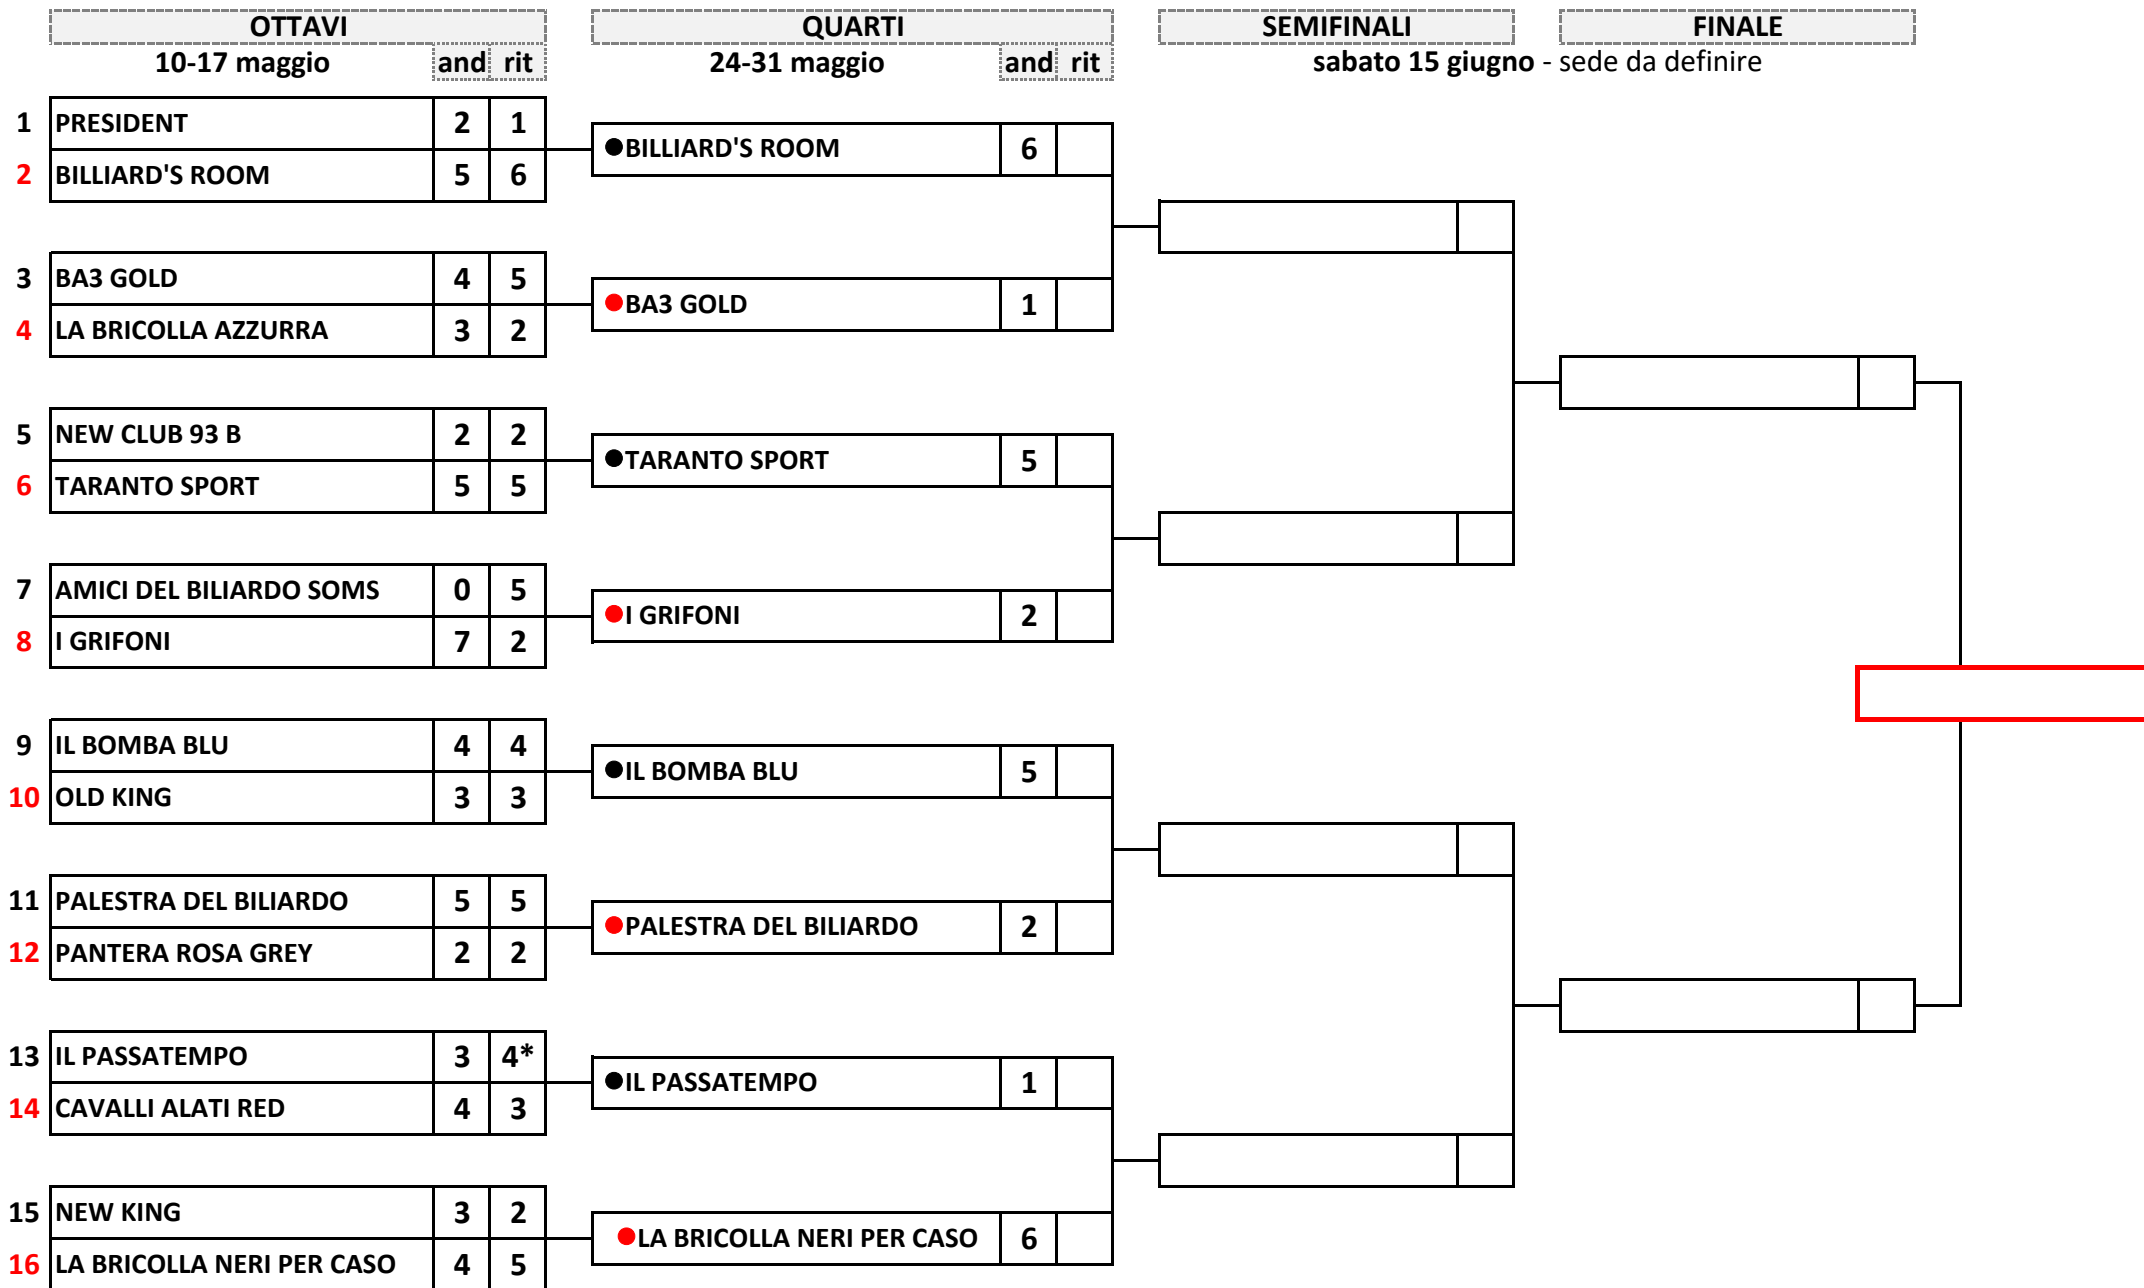 OTTAVI QUARTI SEMIFINALI FINALE
10-17 maggio and rit 24-31 maggio and rit sabato 15 giugno - sede da definire
1 PRESIDENT 2 1
●BILLIARD'S ROOM 6
2 BILLIARD'S ROOM 5 6
3 BA3 GOLD 4 5
●BA3 GOLD 1
4 LA BRICOLLA AZZURRA 3 2
5 NEW CLUB 93 B 2 2
●TARANTO SPORT 5
6 TARANTO SPORT 5 5
7 AMICI DEL BILIARDO SOMS 0 5
●I GRIFONI 2
8 I GRIFONI 7 2
9 IL BOMBA BLU 4 4
●IL BOMBA BLU 5
10 OLD KING 3 3
11 PALESTRA DEL BILIARDO 5 5
●PALESTRA DEL BILIARDO 2
12 PANTERA ROSA GREY 2 2
13 IL PASSATEMPO 3 4*
●IL PASSATEMPO 1
14 CAVALLI ALATI RED 4 3
15 NEW KING 3 2
●LA BRICOLLA NERI PER CASO 6
16 LA BRICOLLA NERI PER CASO 4 5